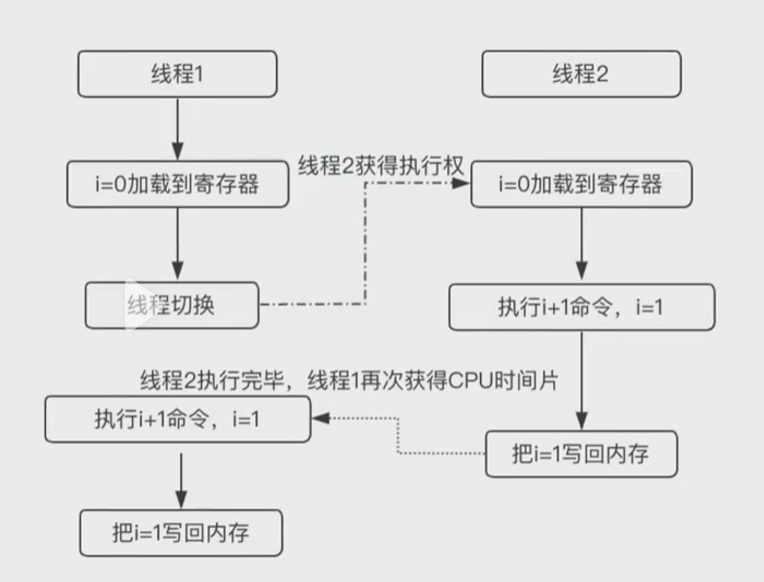 线程1
线程2
i=0加载到寄存器
线程2获得执行权
i=0加载到寄存器
线程切换
执行i+1命令，i=1
线程2执行完毕，线程1再次获得CPU时间片
执行i+1命令，i=1
把i=1写回内存
把i=1写回内存